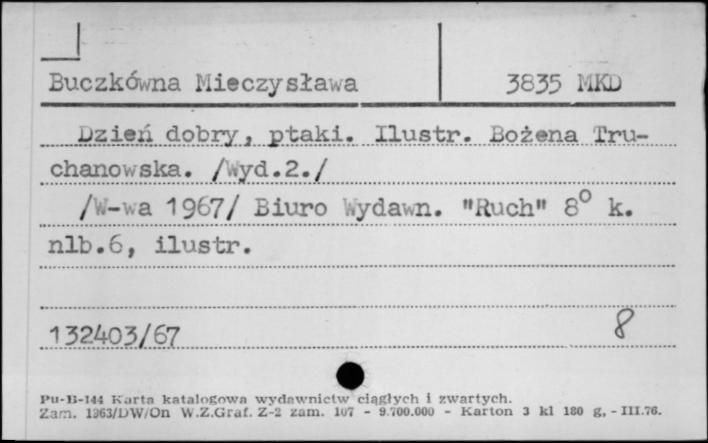 Buczkówna Mieczysława 3835 MKD
Dzień dobry, ptaki. Ilustr. Bożena Tru-
chanowska. /Wyd.2./
/W-wa 1967/ Biuro Wydawn. "Ruch" 8° k.
nlb.6, ilustr.
132403/67 8
Pu-B-144 Karta katalogowa wydawnictw ciągłych i zwartych.
Zam. 1363/DW/On W.Z.Graf. Z-2 zam. 107 - 9.700.000 - Karton 3 kl 180 g, - III.76.